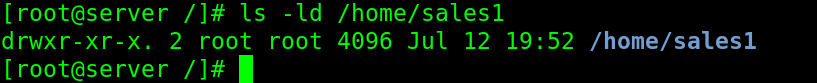 [root@server /]# ls -ld /home/sales1
drwxr-xr-x. 2 root root 4096 Jul 12 19:52 /home/sales1
[root@server /]#